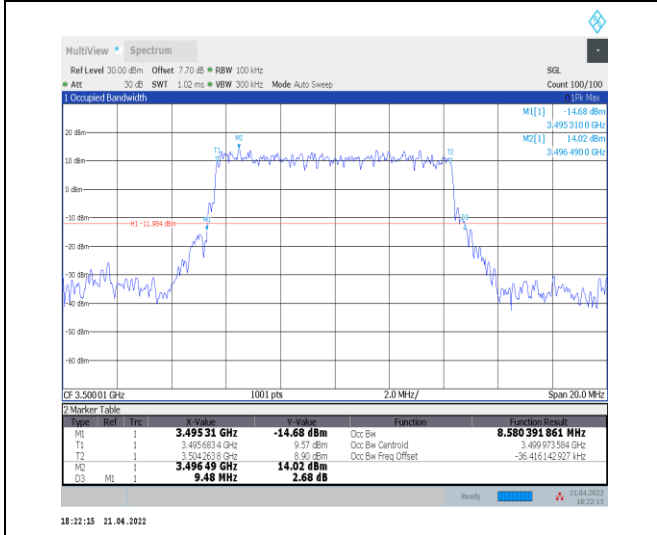 MultiView Spectrum
Ref Level 30.00 dBm Offset 7.70 dB RBW 100 kHz SGL
Att 30 dB SWT 1.02 ms VBW 300 kHz Mode Auto Sweep Count 100/100
1 Occupied Bandwidth 1Pk Max
M1[1] -14.68 dBm
3.495 310 0 GHz
M2[1] 14.02 dBm
3.496 490 0 GHz
20 dBm
M2
T1
T2
10 dBm
0 dBm
-10 dBm
H1 -11.984 dBm
M1
D3
-20 dBm
-30 dBm
-40 dBm
-50 dBm
-60 dBm
CF 3.500 01 GHz 1001 pts 2.0 MHz/ Span 20.0 MHz
2 Marker Table
Type Ref Trc X-Value Y-Value Function Function Result
M1 1 3.495 31 GHz -14.68 dBm Occ Bw 8.580 391 861 MHz
T1 1 3.495 683 4 GHz 9.57 dBm Occ Bw Centroid 3.499 973 584 GHz
T2 1 3.504 263 8 GHz 8.90 dBm Occ Bw Freq Offset -36.416 142 927 kHz
M2 1 3.496 49 GHz 14.02 dBm
D3 M1 1 9.48 MHz 2.68 dB
Ready 21.04.2022
18:22:15
18:22:15 21.04.2022